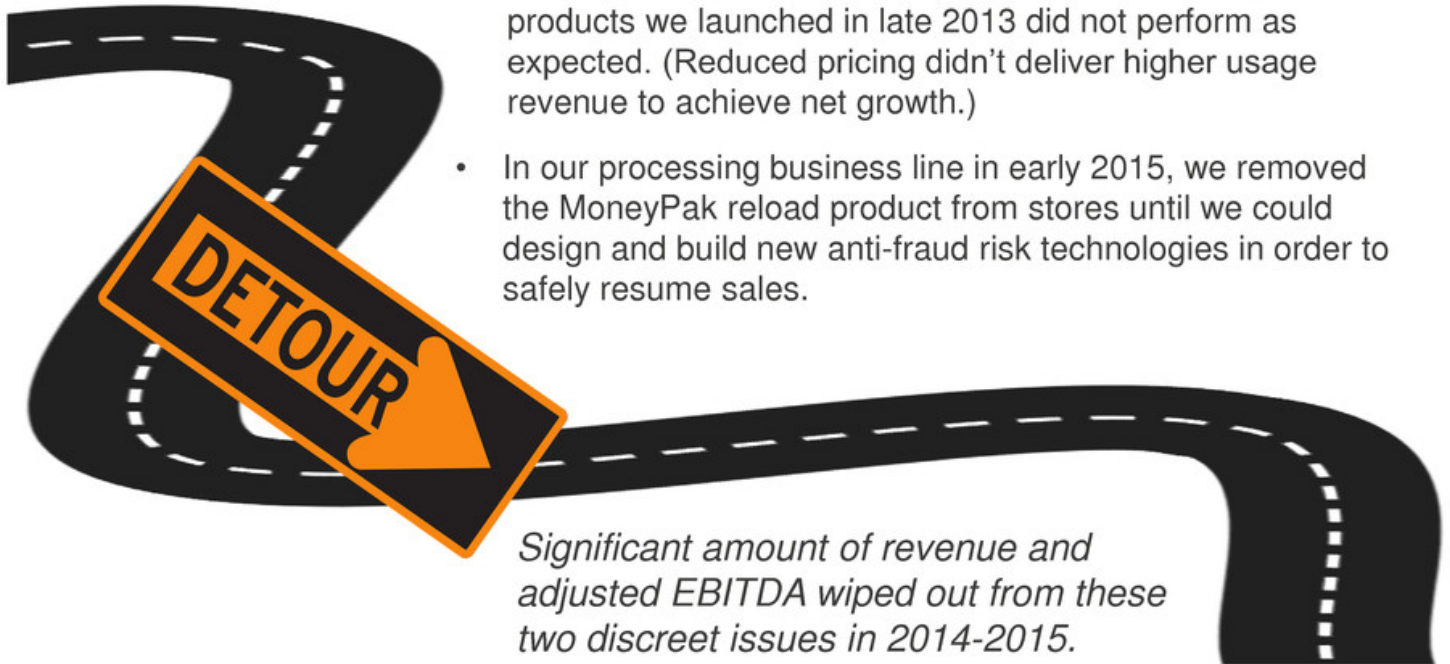 products we launched in late 2013 did not perform as
expected. (Reduced pricing didn't deliver higher usage
revenue to achieve net growth.)
• In our processing business line in early 2015, we removed
the MoneyPak reload product from stores until we could
design and build new anti-fraud risk technologies in order to
safely resume sales.
DETOUR
Significant amount of revenue and
adjusted EBITDA wiped out from these
two discreet issues in 2014-2015.